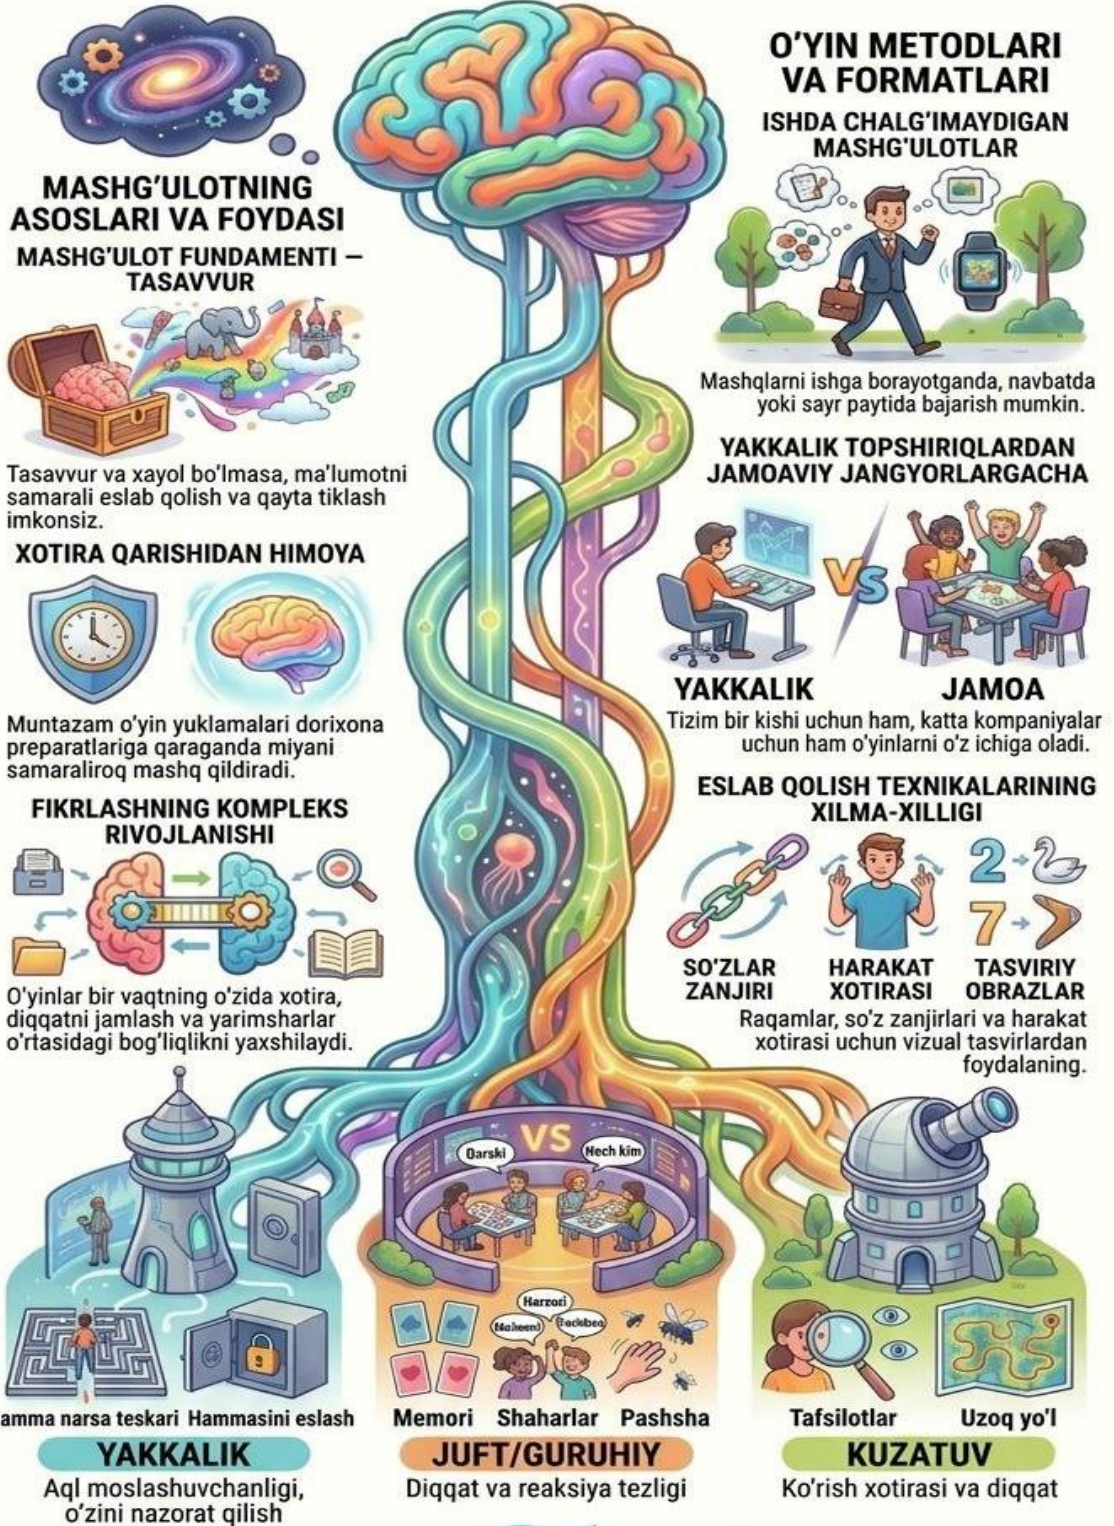 MASHG'ULOTNING
ASOSLARI VA FOYDASI
MASHG'ULOT FUNDAMENTI –
TASAVVUR
Tasavvur va xayol bo'lmasa, ma'lumotni
samarali eslab qolish va qayta tiklash
imkonsiz.
XOTIRA QARISHIDAN HIMOYA
Muntazam o'yin yuklamalari dorixona
preparatlariga qaraganda miyani
samaraliroq mashq qildiradi.
FIKRLASHNING KOMPLEKS
RIVOJLANISHI
O'yinlar bir vaqtning o'zida xotira,
diqqatni jamlash va yarimsharlar
o'rtasidagi bog'liqlikni yaxshilaydi.
O'YIN METODLARI
VA FORMATLARI
ISHDA CHALG'IMAYDIGAN
MASHG'ULOTLAR
Mashqlarni ishga borayotganda, navbatda
yoki sayr paytida bajarish mumkin.
YAKKALIK TOPSHIRIQLARDAN
JAMOAVIY JANGYORLARGACHA
VS
YAKKALIK JAMOA
Tizim bir kishi uchun ham, katta kompaniyalar
uchun ham o'yinlarni o'z ichiga oladi.
ESLAB QOLISH TEXNIKALARINING
XILMA-XILLIGI
2
7
SO'ZLAR
ZANJIRI
HARAKAT
XOTIRASI
TASVIRIY
OBRAZLAR
Raqamlar, so'z zanjirlari va harakat
xotirasi uchun vizual tasvirlardan
foydalaning.
VS
Qarski
Hech kim
Harzori
amma narsa teskari Hammasini eslash
YAKKALIK
Aql moslashuvchanligi,
o'zini nazorat qilish
Memori Shaharlar Pashsha
JUFT/GURUHIY
Diqqat va reaksiya tezligi
Tafsilotlar Uzoq yo'l
KUZATUV
Ko'rish xotirasi va diqqat